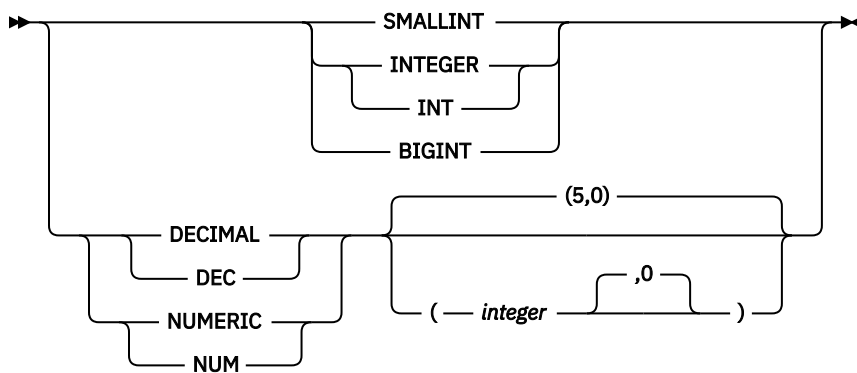 SMALLINT
INTEGER
INT
BIGINT
(5,0)
DECIMAL
DEC
,0
( integer )
NUMERIC
NUM